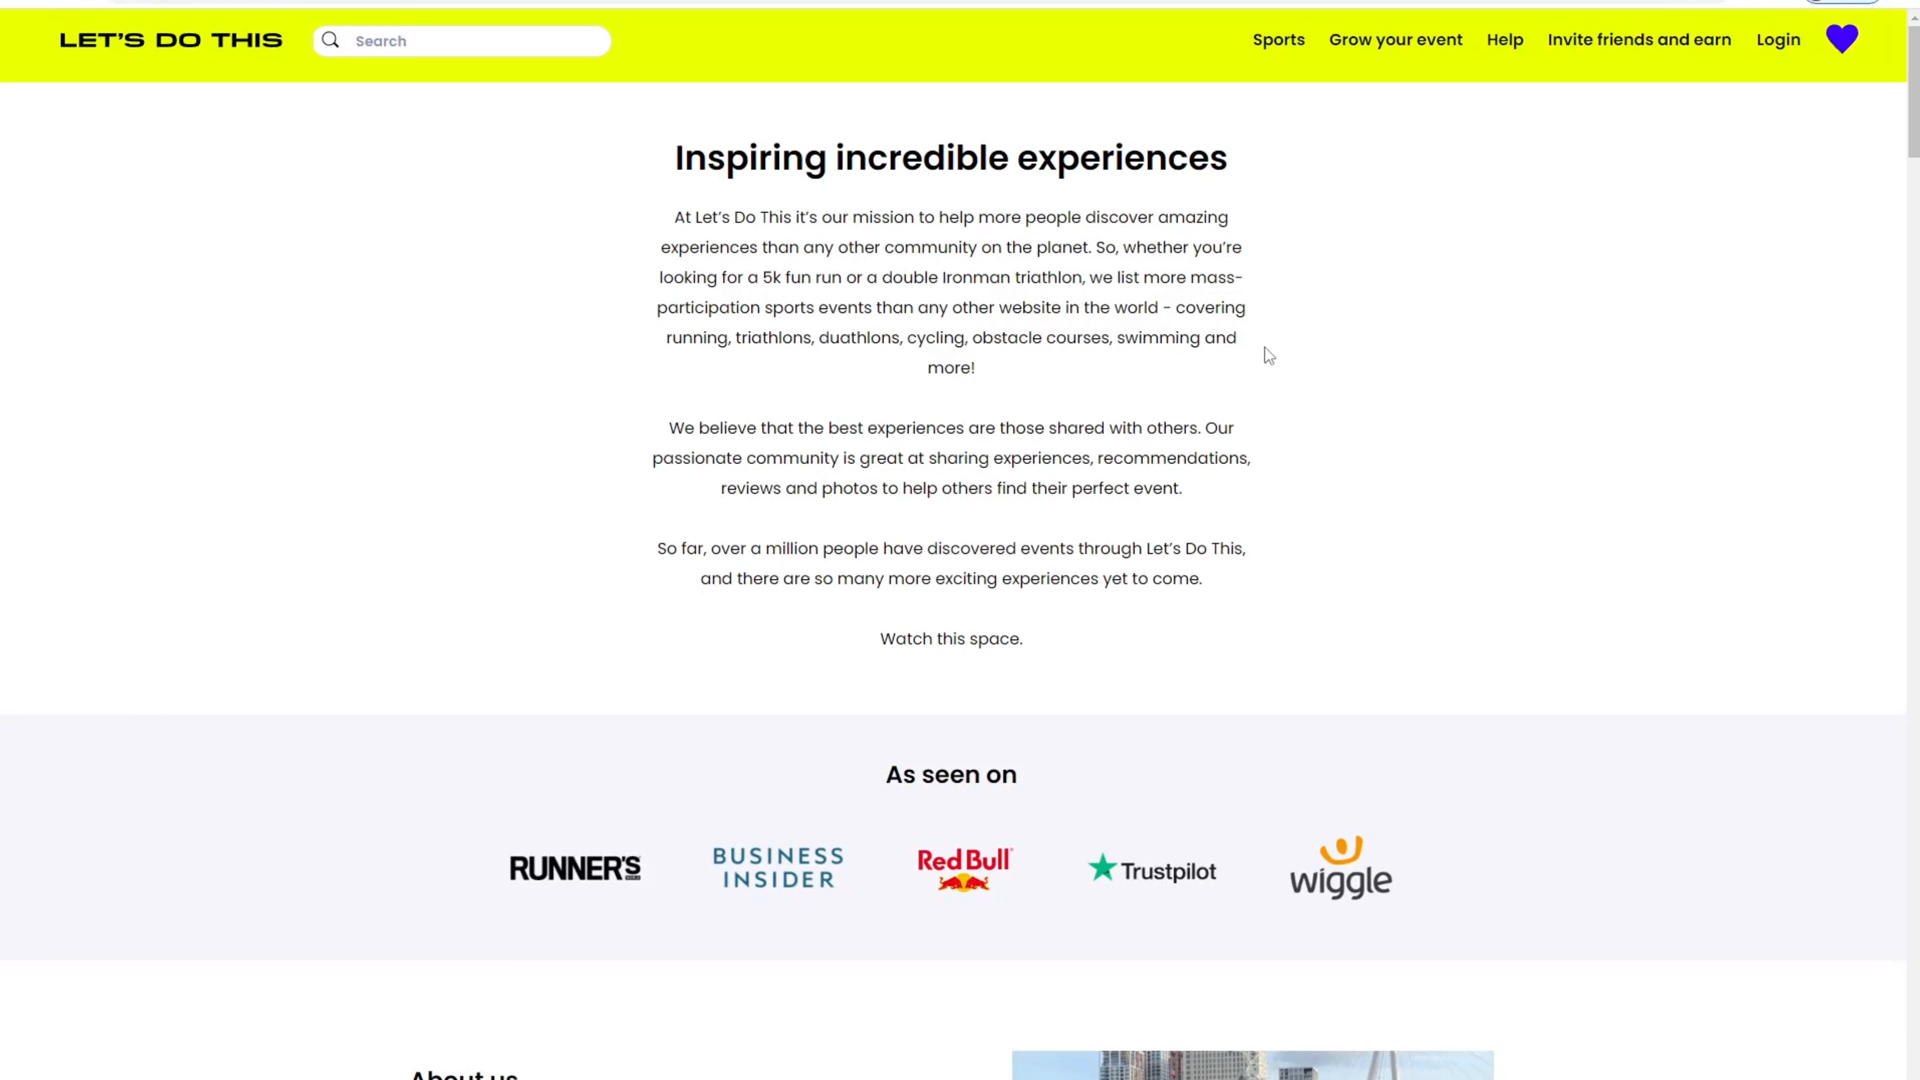 LET'S DO THIS
Search
Sports
Grow your event
Help
Invite friends and earn
Login
Inspiring incredible experiences
At Let's Do This it's our mission to help more people discover amazing
experiences than any other community on the planet. So, whether you're
looking for a 5k fun run or a double Ironman triathlon, we list more mass-
participation sports events than any other website in the world - covering
running, triathlons, duathlons, cycling, obstacle courses, swimming and
more!
We believe that the best experiences are those shared with others. Our
passionate community is great at sharing experiences, recommendations,
reviews and photos to help others find their perfect event.
So far, over a million people have discovered events through Let's Do This,
and there are so many more exciting experiences yet to come.
Watch this space.
As seen on
RUNNER'S
BUSINESS
INSIDER
Red Bull
Trustpilot
wiggle
About us